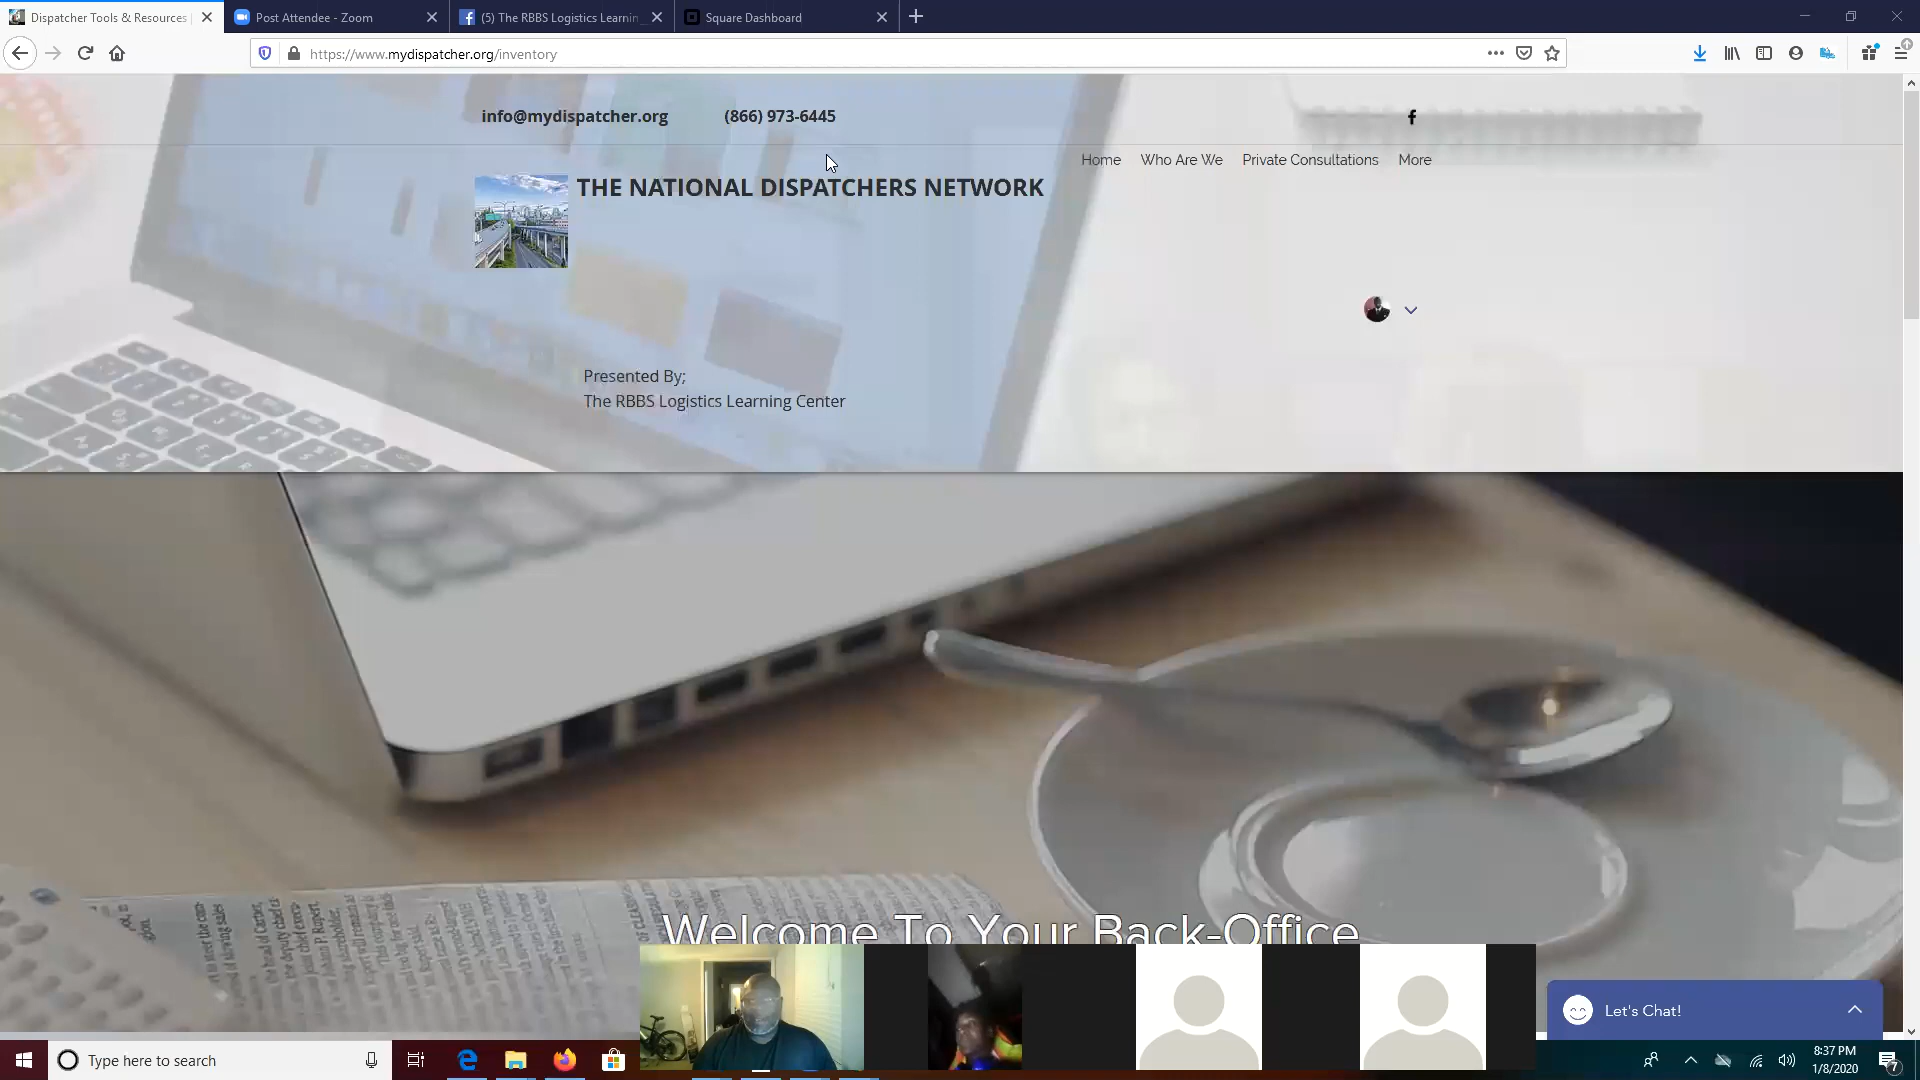 Dispatcher Tools & Resources |
Post Attendee - Zoom
(5) The RBBS Logistics Learnin
Square Dashboard
https://www.mydispatcher.org/inventory
info@mydispatcher.org
(866) 973-6445
Home
Who Are We
Private Consultations
More
THE NATIONAL DISPATCHERS NETWORK
Presented By;
The RBBS Logistics Learning Center
Welcome To Your Back-Office
Let's Chat!
Type here to search
8:37 PM
1/8/2020
7